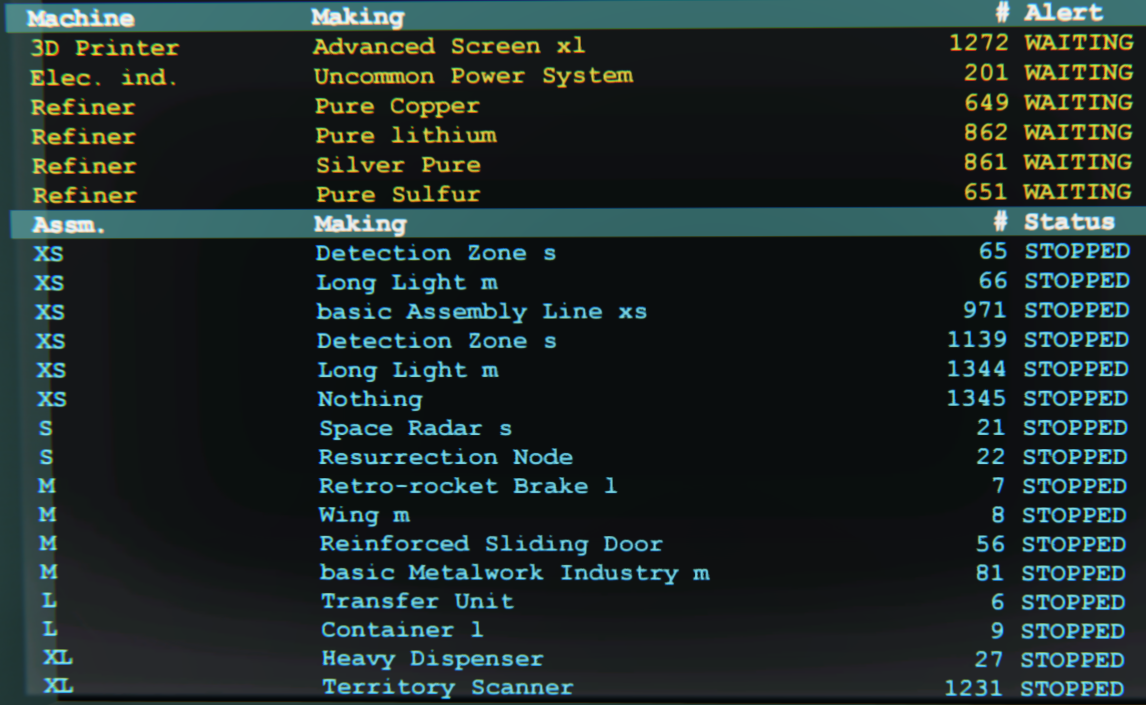 Machine Making # Alert
3D Printer Advanced Screen xl 1272 WAITING
Elec. ind. Uncommon Power System 201 WAITING
Refiner Pure Copper 649 WAITING
Refiner Pure lithium 862 WAITING
Refiner Silver Pure 861 WAITING
Refiner Pure Sulfur 651 WAITING
Assm. Making # Status
XS Detection Zone s 65 STOPPED
XS Long Light m 66 STOPPED
XS basic Assembly Line xs 971 STOPPED
XS Detection Zone s 1139 STOPPED
XS Long Light m 1344 STOPPED
XS Nothing 1345 STOPPED
S Space Radar s 21 STOPPED
S Resurrection Node 22 STOPPED
M Retro-rocket Brake l 7 STOPPED
M Wing m 8 STOPPED
M Reinforced Sliding Door 56 STOPPED
M basic Metalwork Industry m 81 STOPPED
L Transfer Unit 6 STOPPED
L Container l 9 STOPPED
XL Heavy Dispenser 27 STOPPED
XL Territory Scanner 1231 STOPPED